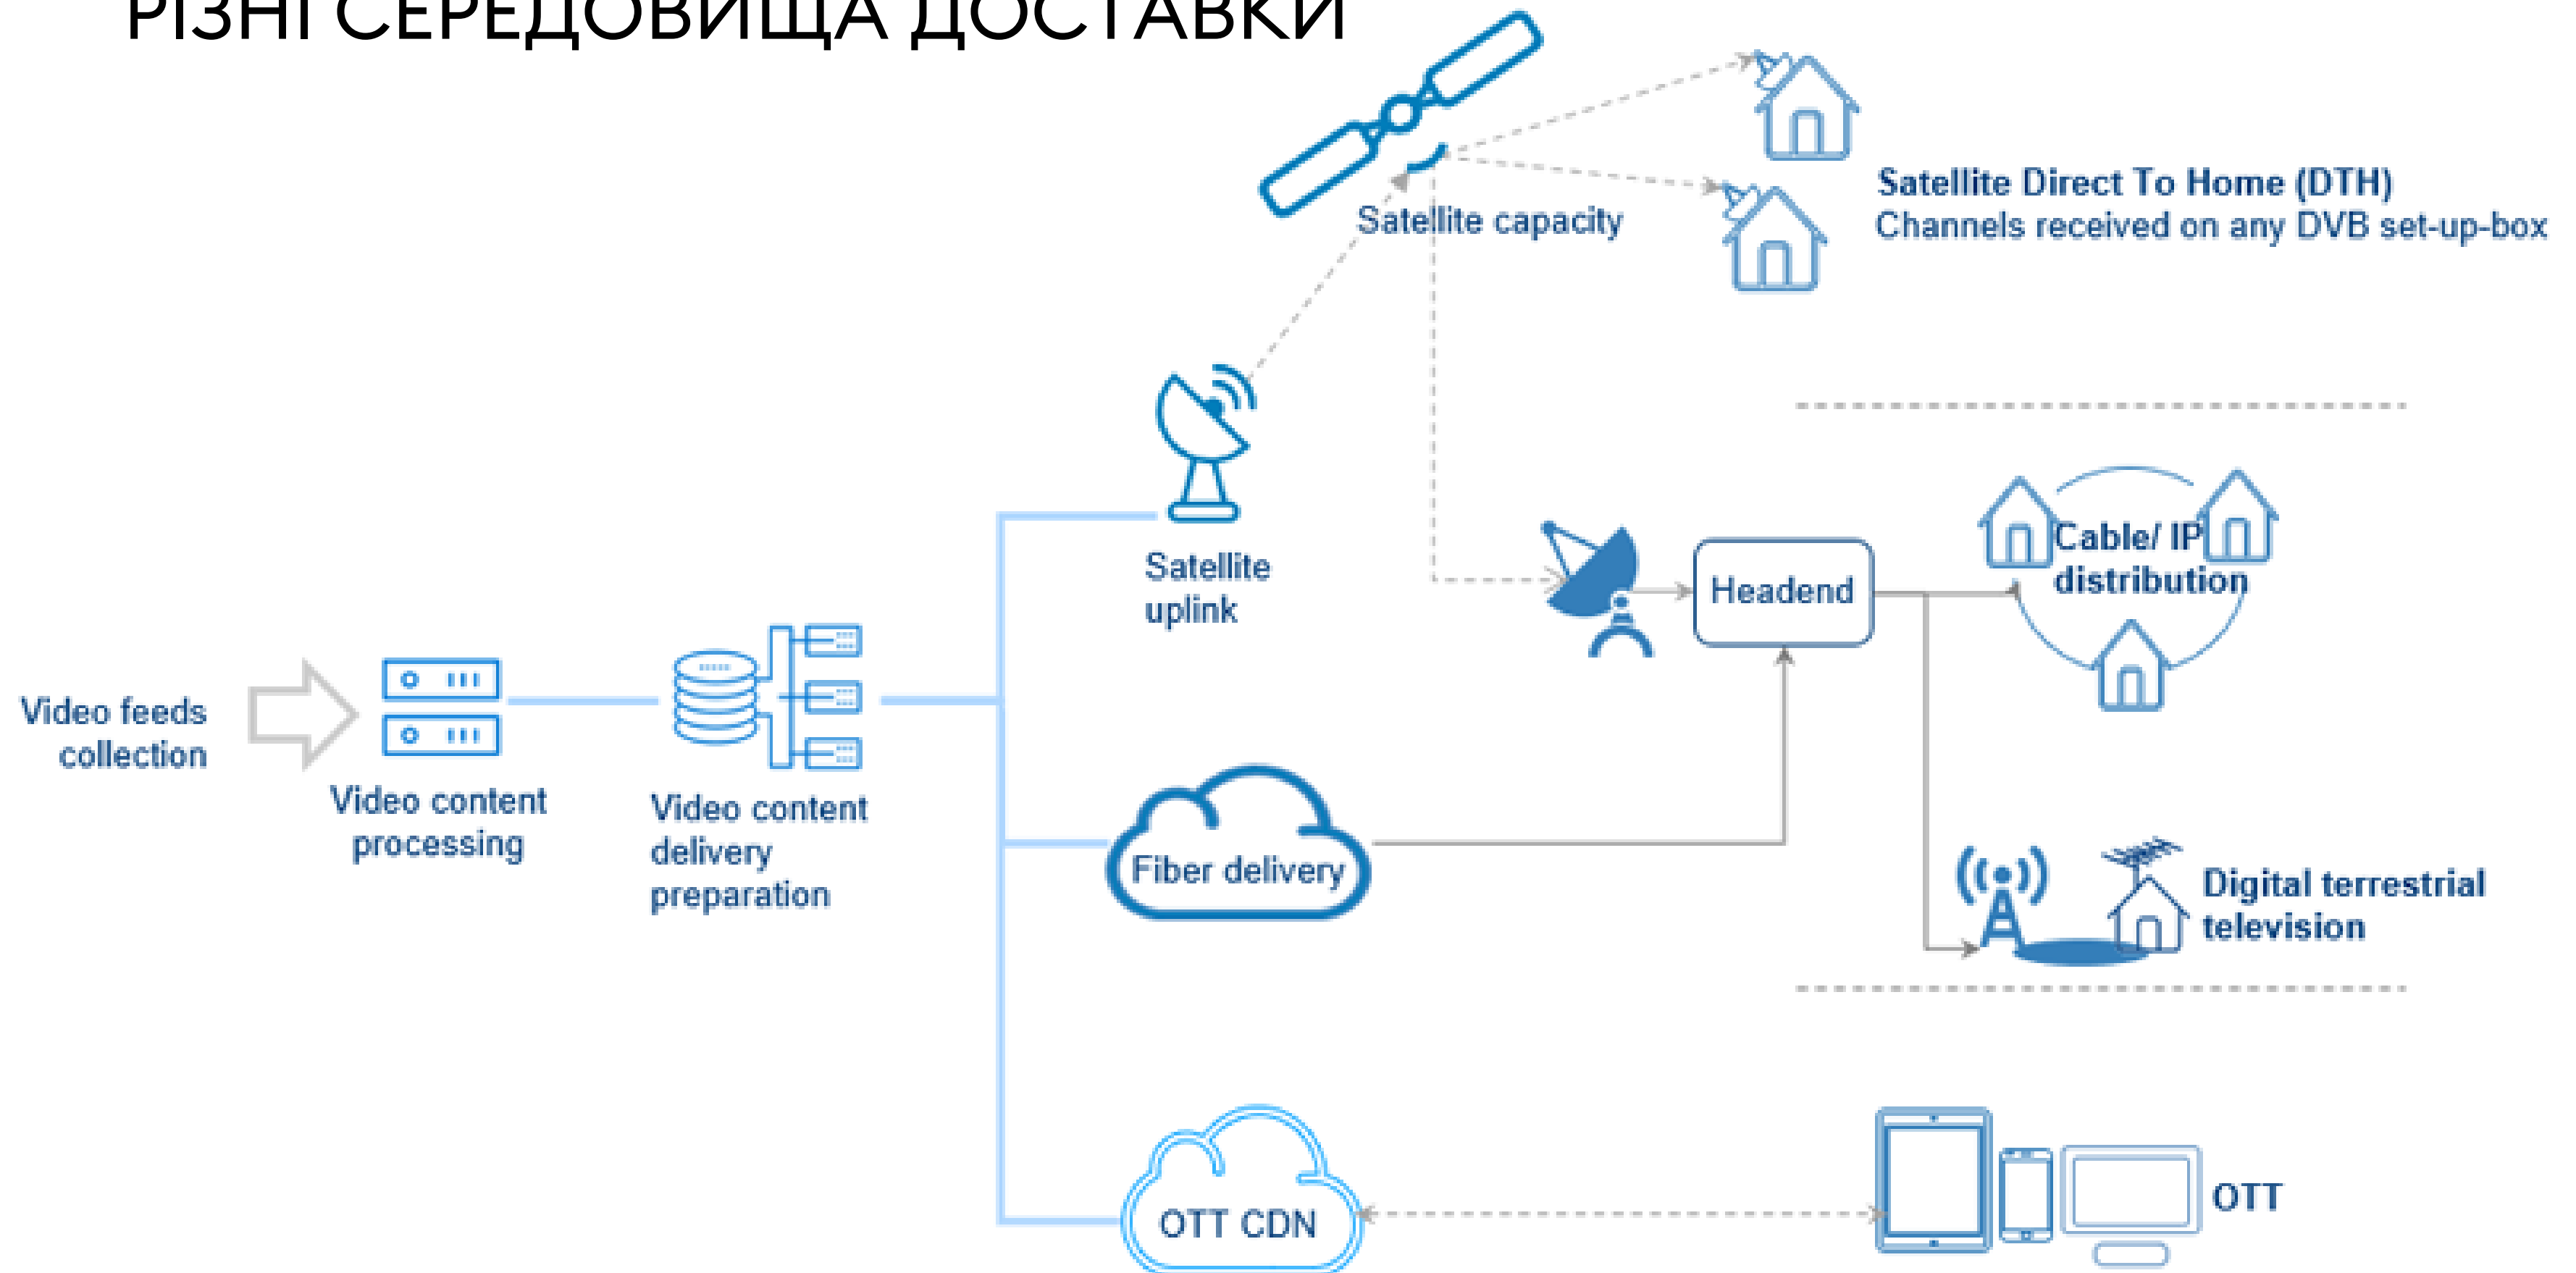 РІЗНІ СЕРЕДОВИЩА ДОСТАВКИ
Satellite capacity
Satellite Direct To Home (DTH)
Channels received on any DVB set-up-box
Satellite
uplink
Headend
Cable/ IP
distribution
Video feeds
collection
Video content
processing
Video content
delivery
preparation
Fiber delivery
Digital terrestrial
television
OTT CDN
OTT